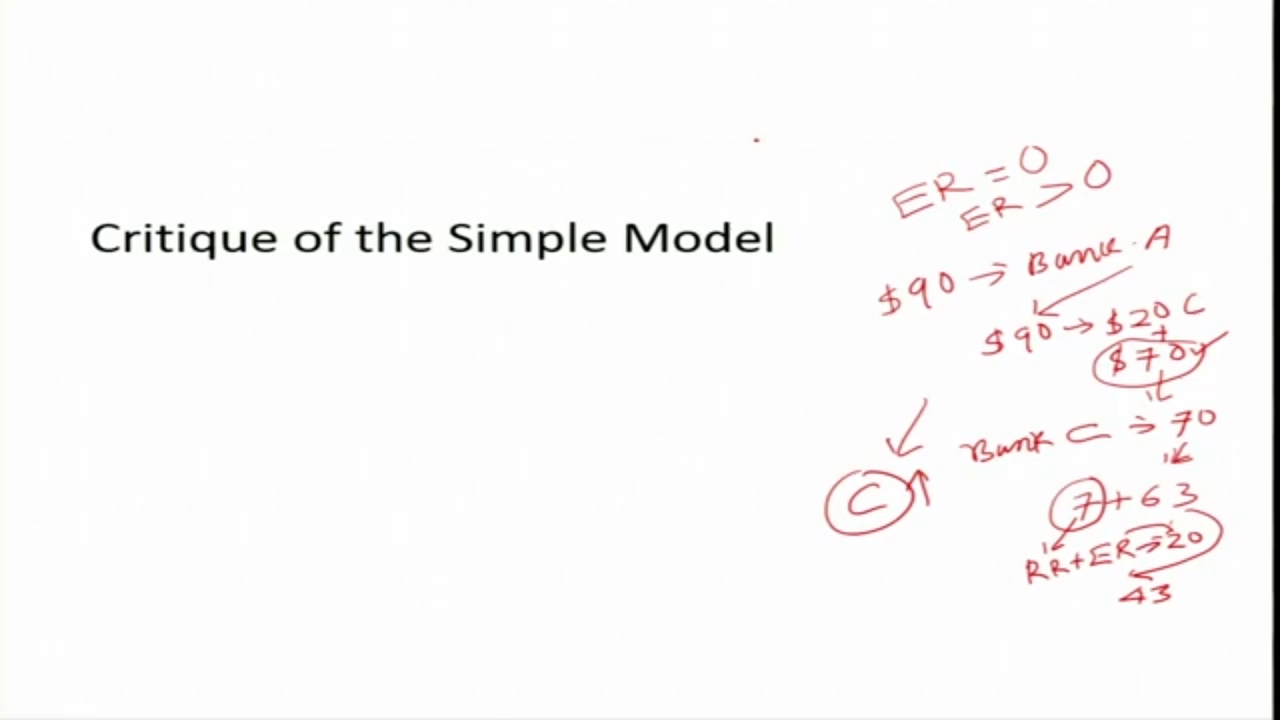 Critique of the Simple Model
ER = 0
ER > 0
$90 → Bank A
$90 → $20 C
+
$70
Bank C → 70
7 + 63
RR + ER → 20
43
C ↑